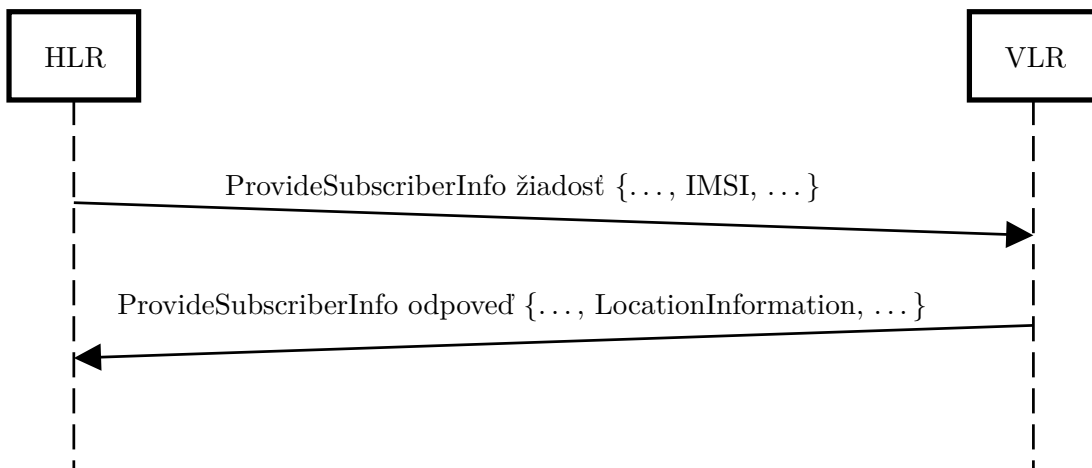 HLR
VLR
ProvideSubscriberInfo žiadosť {..., IMSI, ...}
ProvideSubscriberInfo odpoveď {..., LocationInformation, ...}